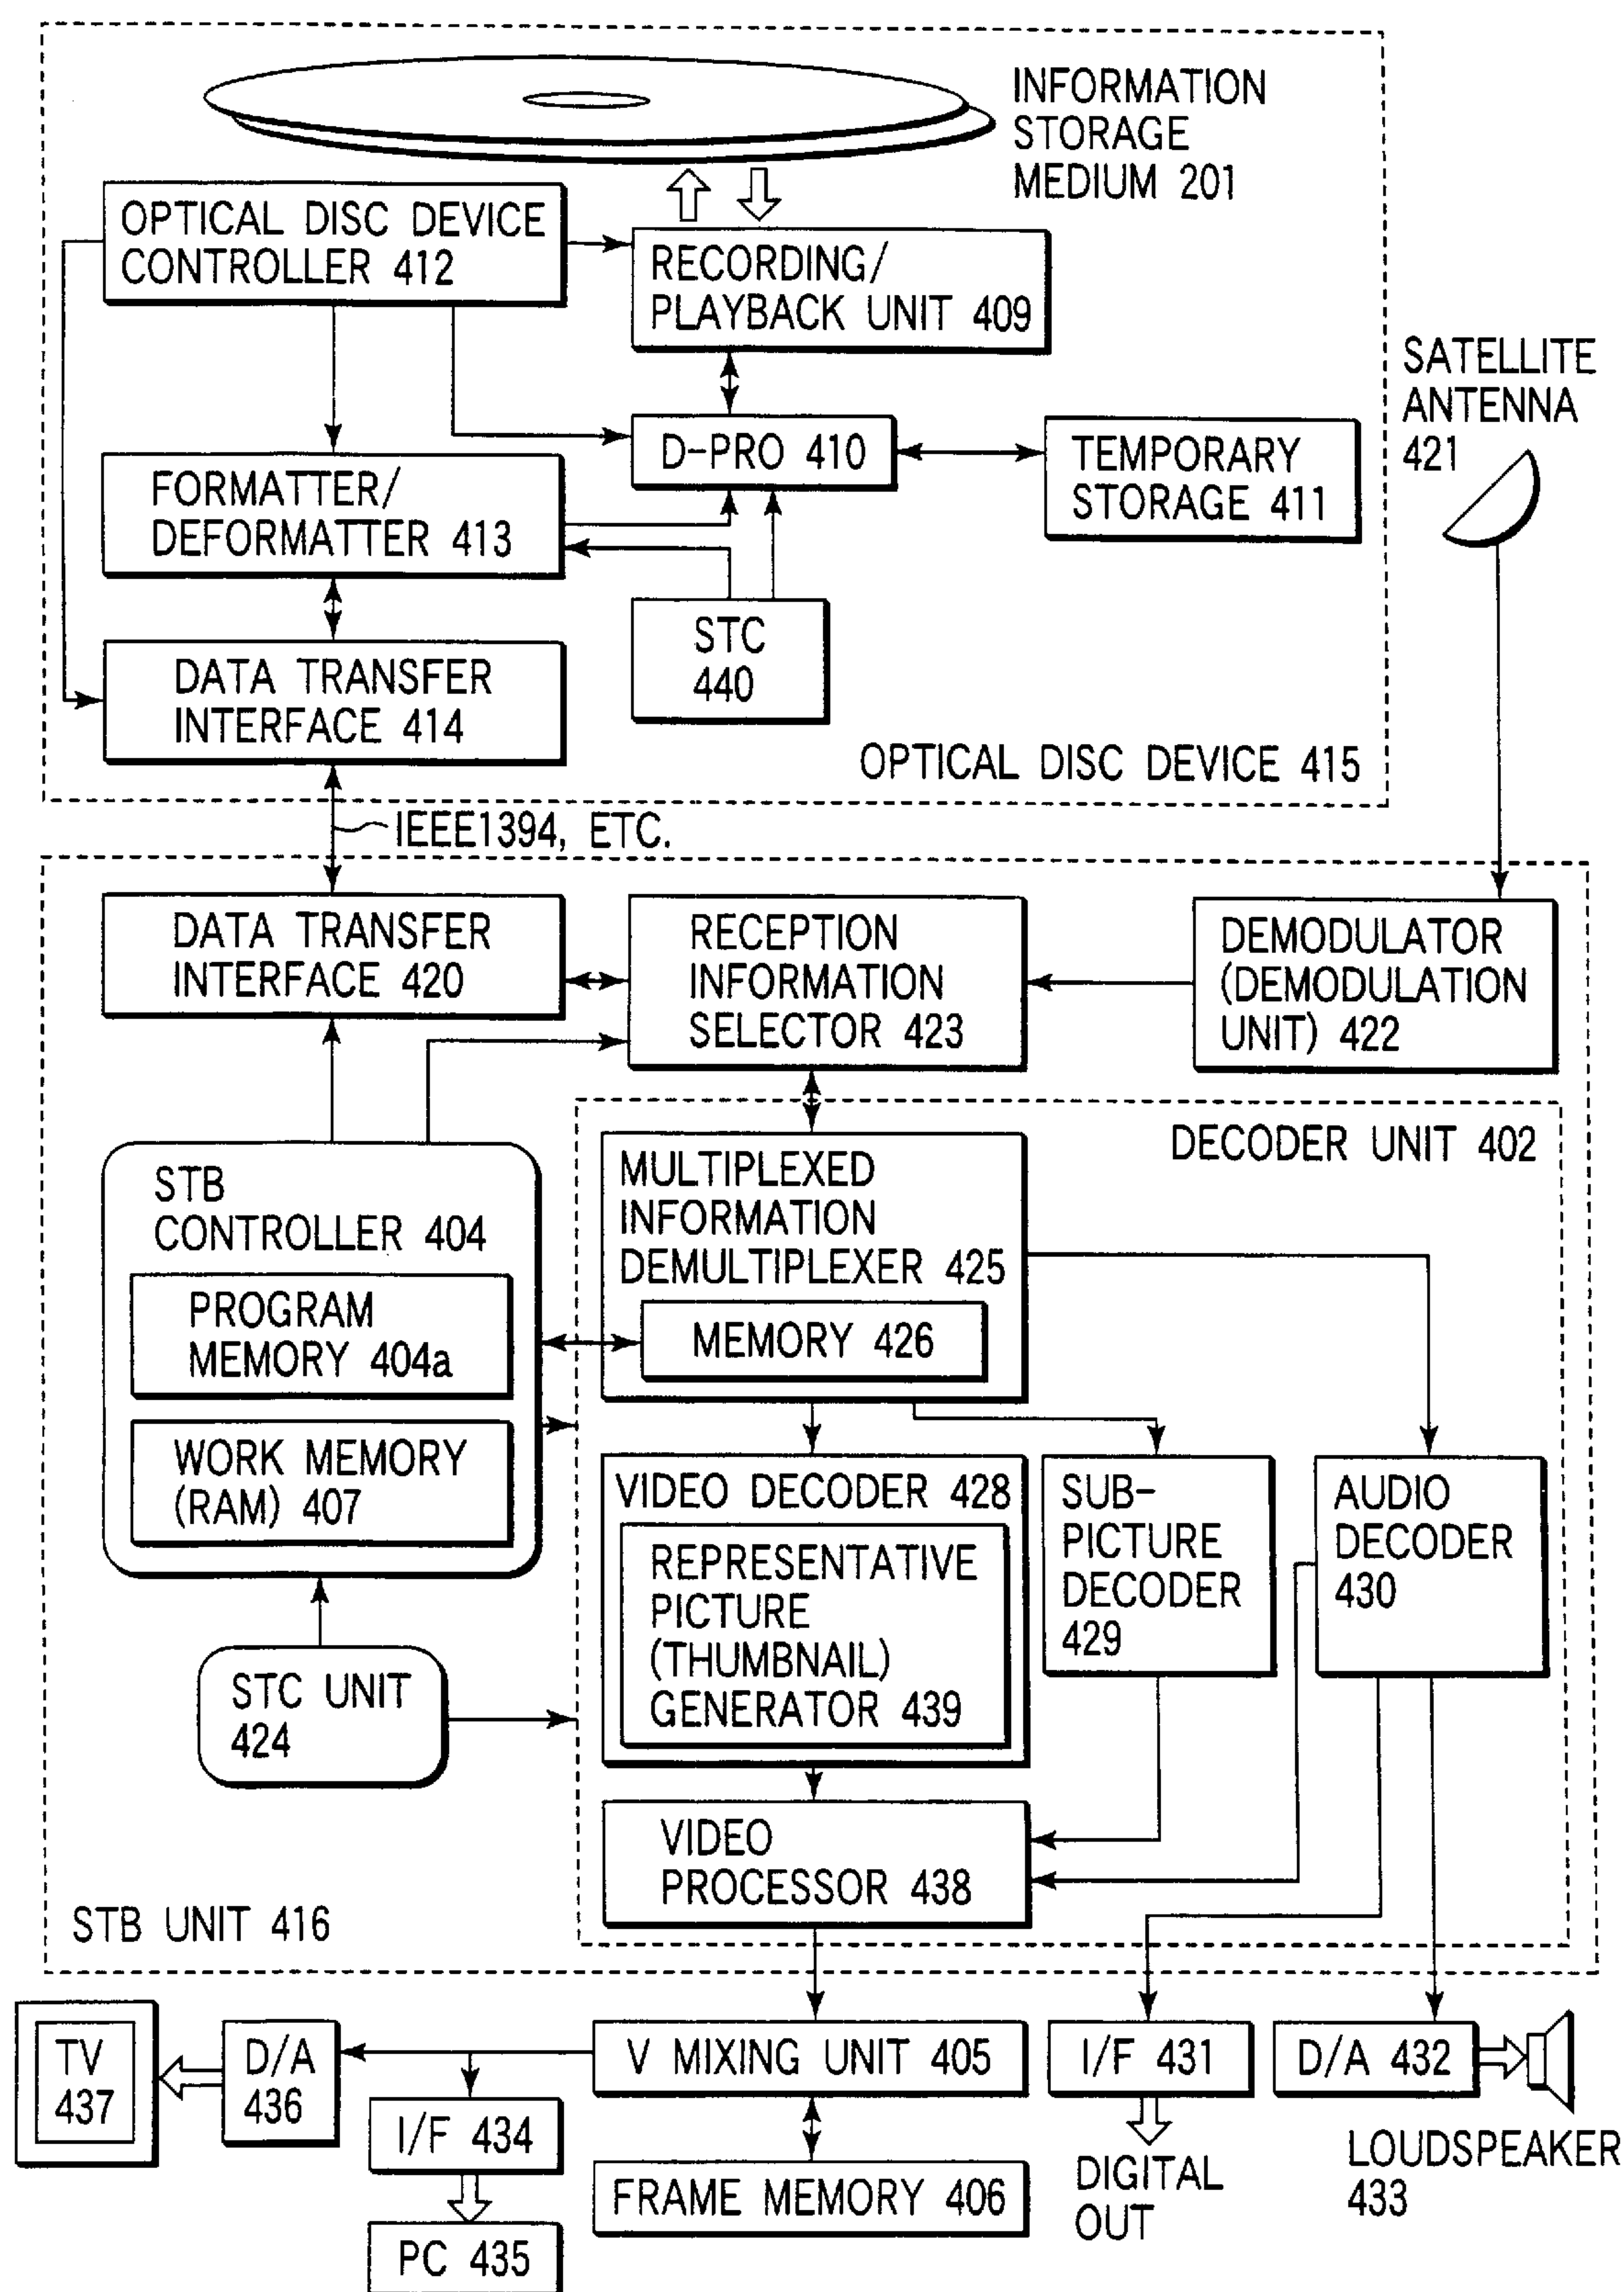 INFORMATION
STORAGE
MEDIUM 201
OPTICAL DISC DEVICE
CONTROLLER 412
RECORDING/
PLAYBACK UNIT 409
SATELLITE
ANTENNA
421
D-PRO 410
TEMPORARY
STORAGE 411
FORMATTER/
DEFORMATTER 413
STC
440
DATA TRANSFER
INTERFACE 414
OPTICAL DISC DEVICE 415
IEEE1394, ETC.
DATA TRANSFER
INTERFACE 420
RECEPTION
INFORMATION
SELECTOR 423
DEMODULATOR
(DEMODULATION
UNIT) 422
DECODER UNIT 402
STB
CONTROLLER 404
PROGRAM
MEMORY 404a
WORK MEMORY
(RAM) 407
MULTIPLEXED
INFORMATION
DEMULTIPLEXER 425
MEMORY 426
VIDEO DECODER 428
REPRESENTATIVE
PICTURE
(THUMBNAIL)
GENERATOR 439
SUB-
PICTURE
DECODER
429
AUDIO
DECODER
430
STC UNIT
424
VIDEO
PROCESSOR 438
STB UNIT 416
TV
437
D/A
436
V MIXING UNIT 405
I/F 431
D/A 432
I/F 434
FRAME MEMORY 406
DIGITAL
OUT
LOUDSPEAKER
433
PC 435